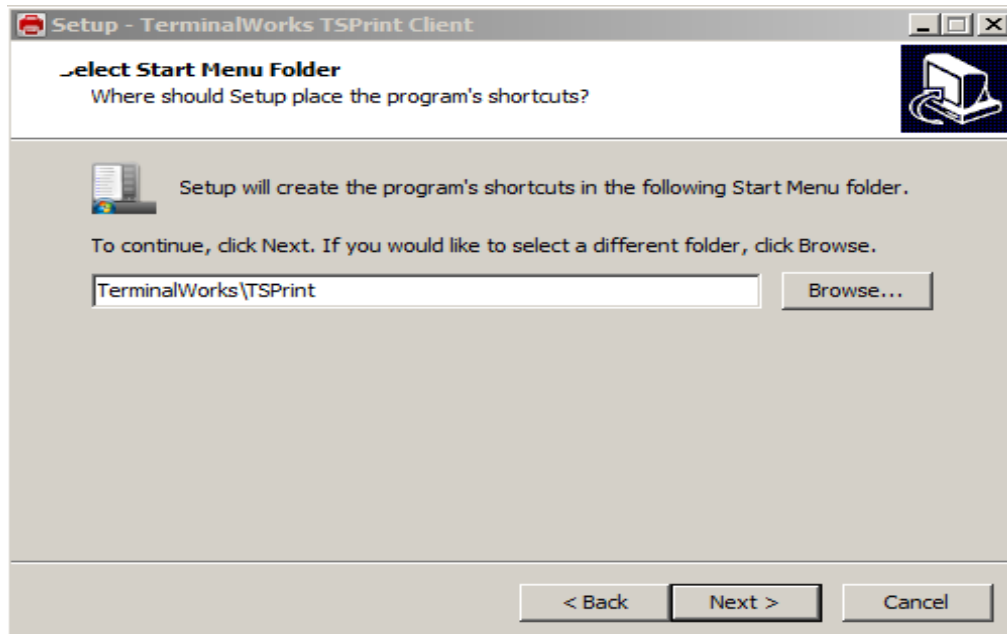 Setup - TerminalWorks TSPrint Client
elect Start Menu Folder
Where should Setup place the program's shortcuts?
Setup will create the program's shortcuts in the following Start Menu folder.
To continue, click Next. If you would like to select a different folder, click Browse.
TerminalWorks\TSPrint
Browse...
< Back
Next >
Cancel